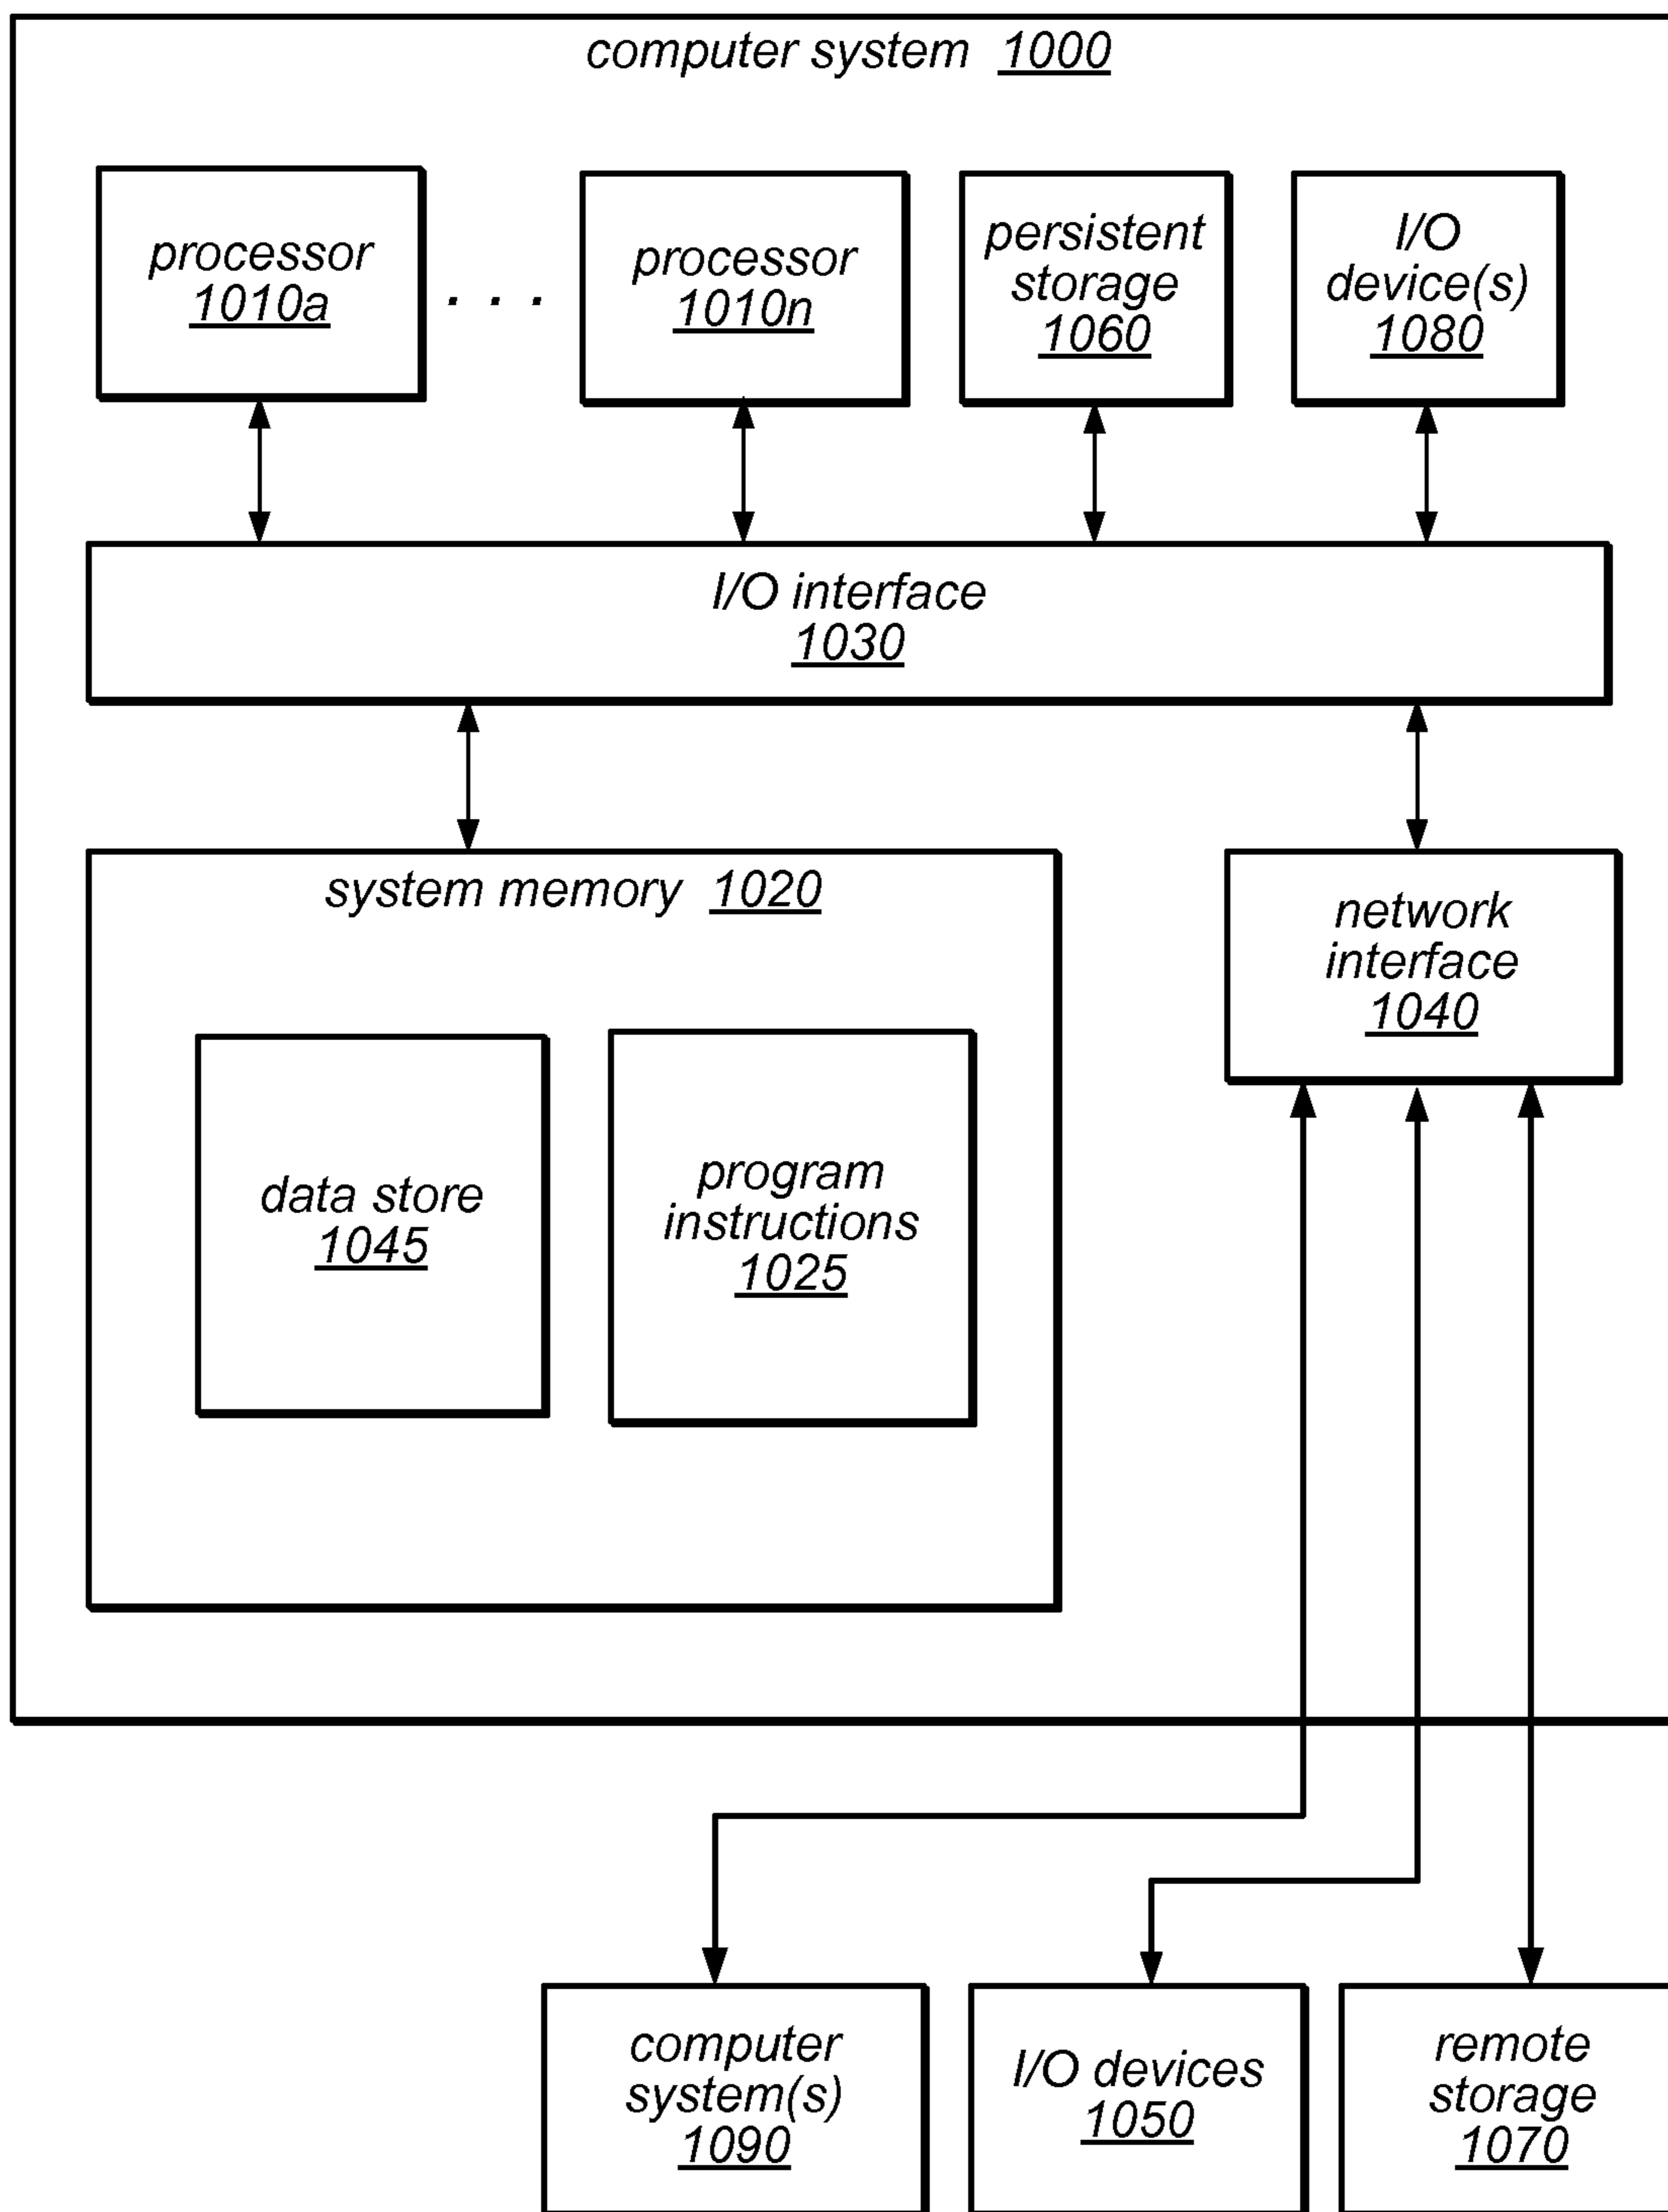 computer system 1000
processor
1010a
. . .
processor
1010n
persistent
storage
1060
I/O
device(s)
1080
I/O interface
1030
system memory 1020
network
interface
1040
data store
1045
program
instructions
1025
computer
system(s)
1090
I/O devices
1050
remote
storage
1070